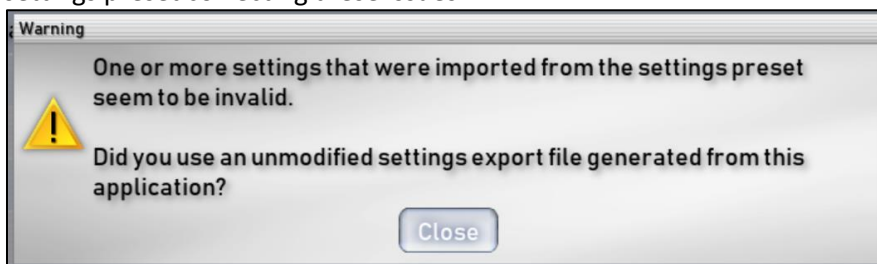 Warning
One or more settings that were imported from the settings preset
seem to be invalid.
Did you use an unmodified settings export file generated from this
application?
Close